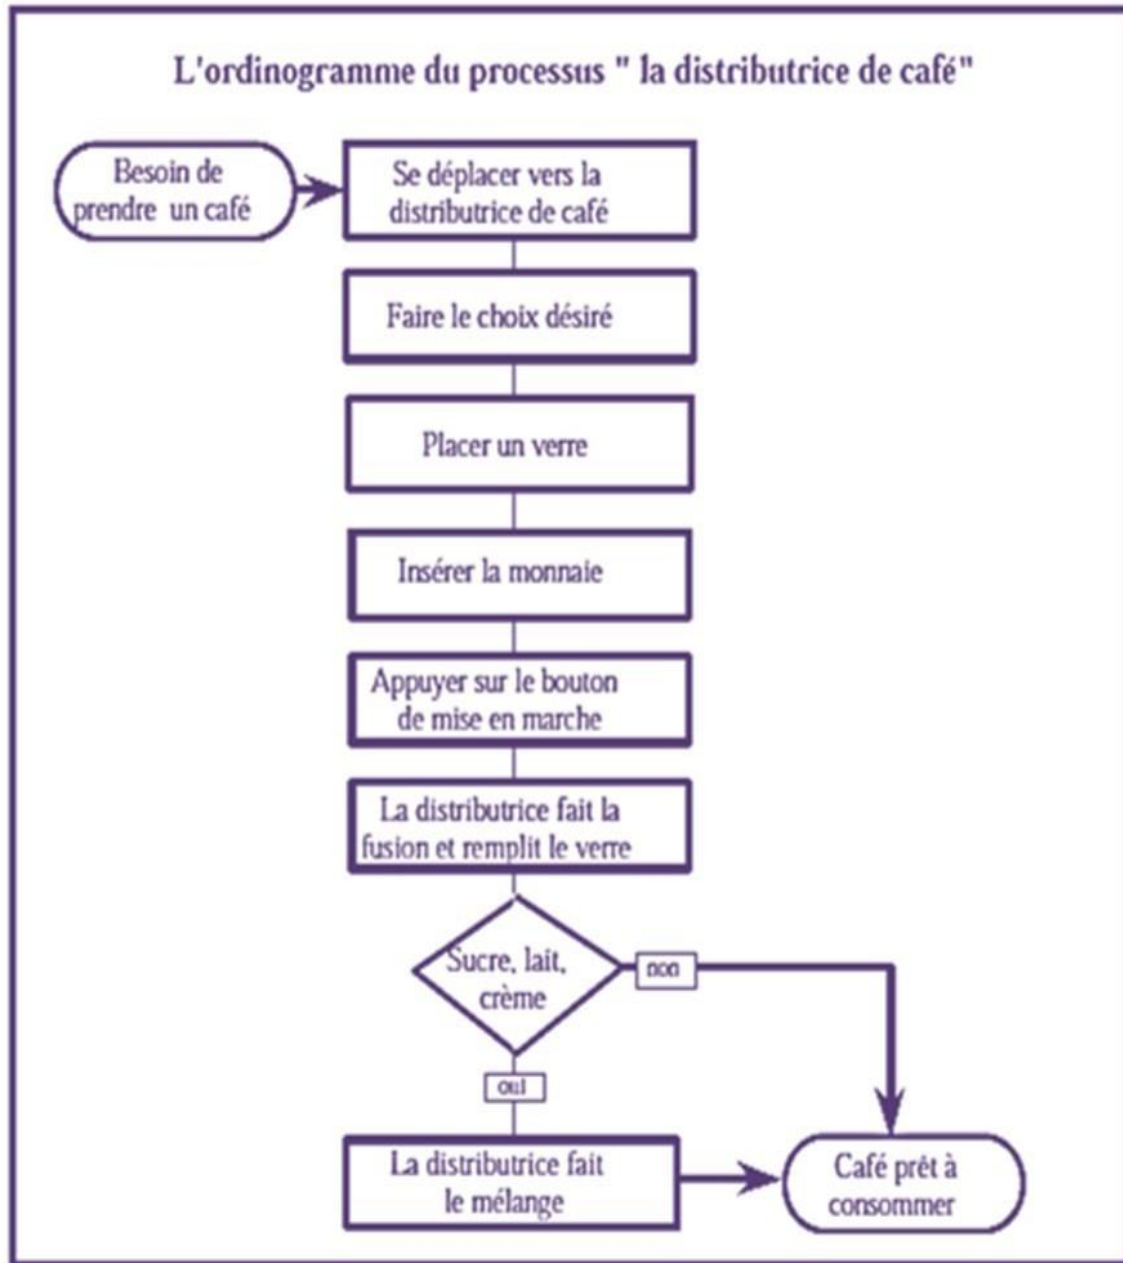 L'ordinogramme du processus " la distributrice de café"
Besoin de
prendre un café
Se déplacer vers la
distributrice de café
Faire le choix désiré
Placer un verre
Insérer la monnaie
Appuyer sur le bouton
de mise en marche
La distributrice fait la
fusion et remplit le verre
Sucre, lait,
crème
non
oui
La distributrice fait
le mélange
Café prêt à
consommer